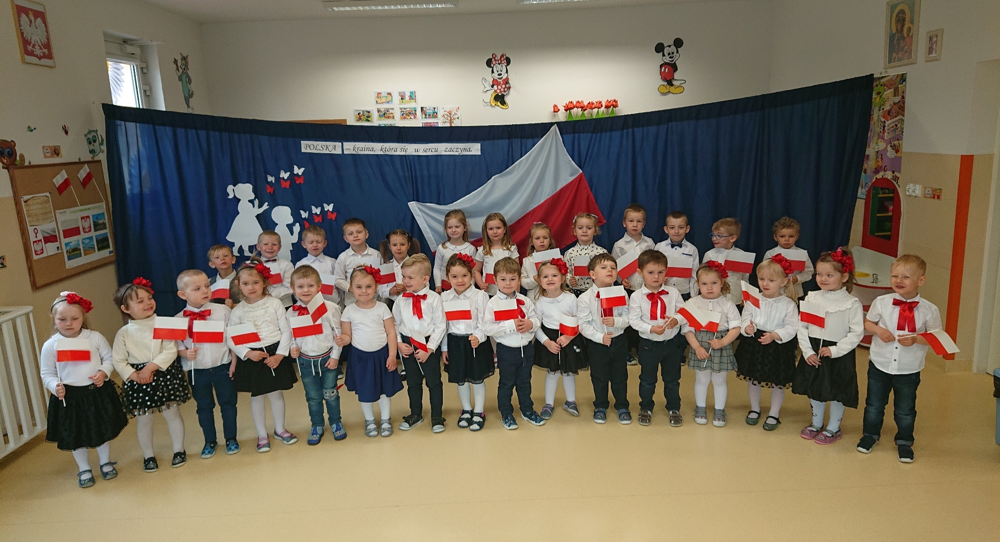 POLSKA – kraina, która się w sercu zaczyna.